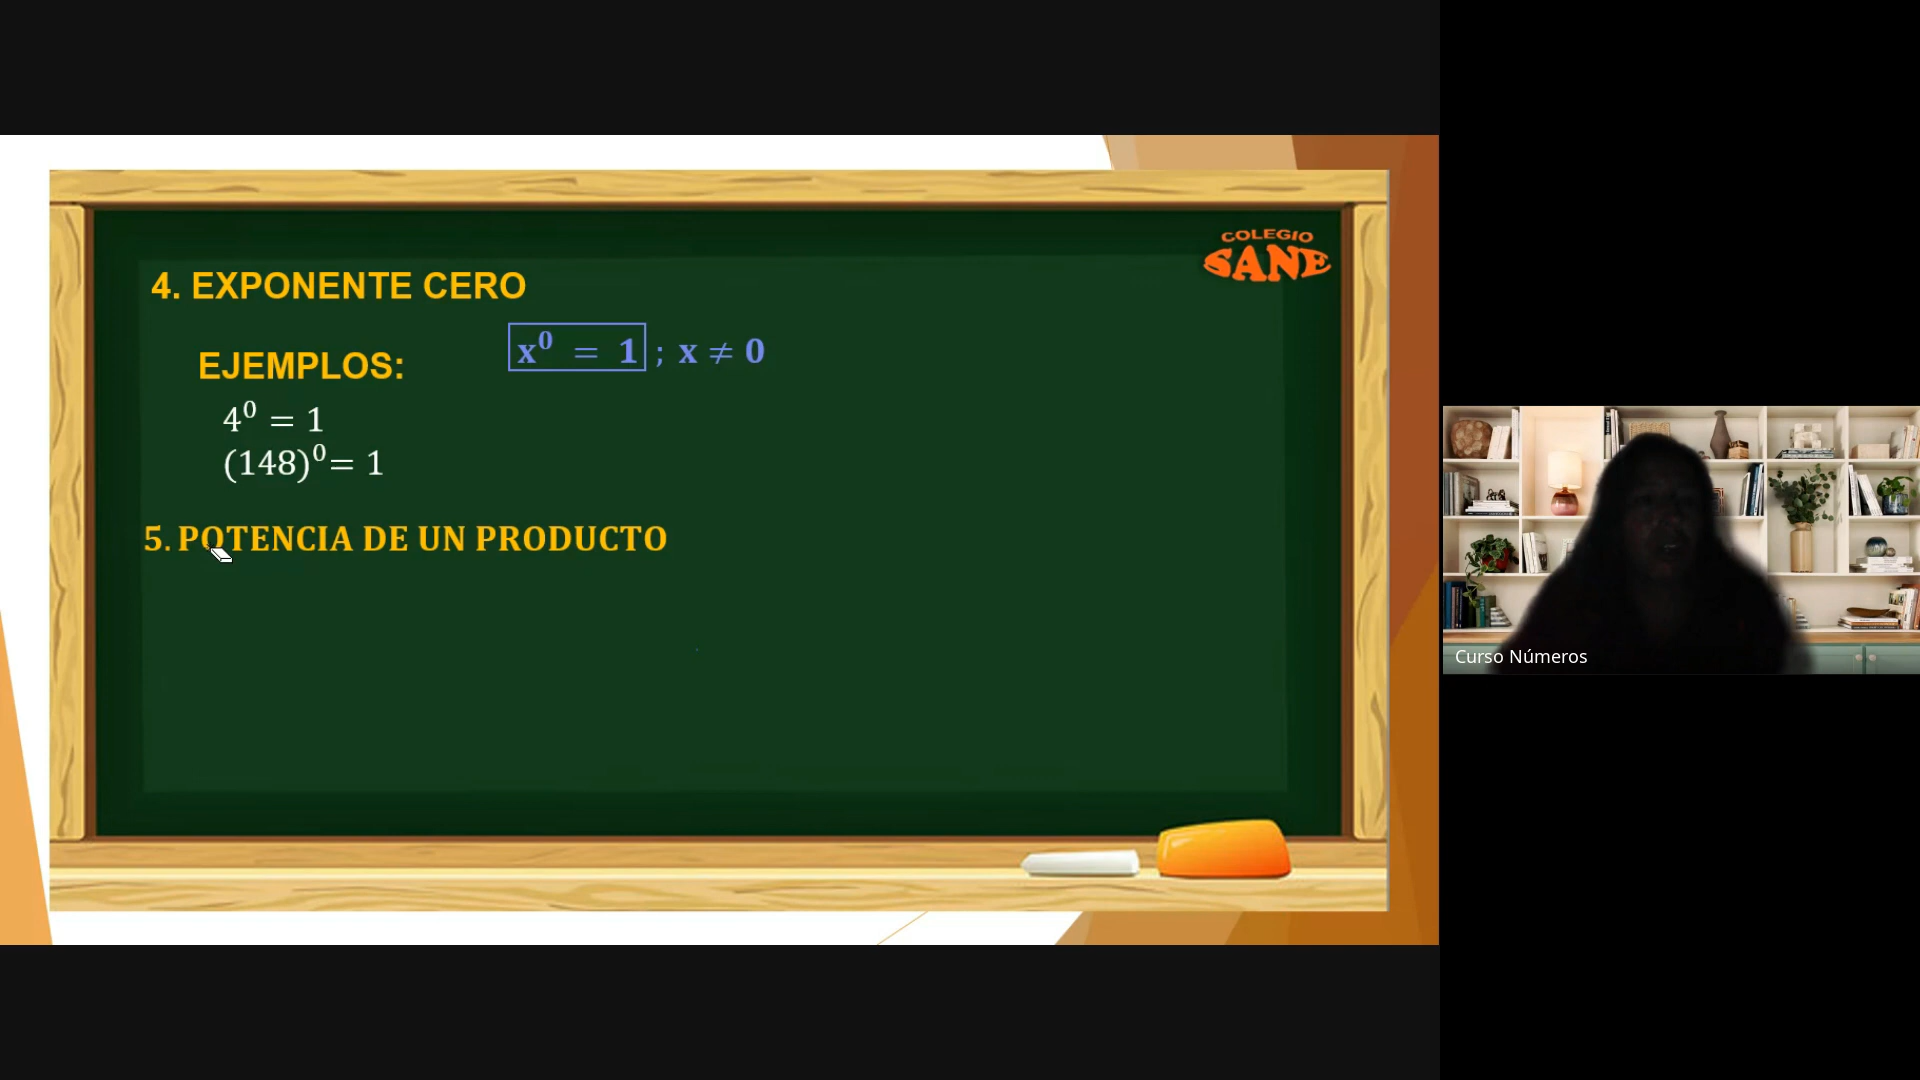 COLEGIO
SANE
4. EXPONENTE CERO
x⁰ = 1 ; x ≠ 0
EJEMPLOS:
4⁰ = 1
(148)⁰= 1
5. POTENCIA DE UN PRODUCTO
Curso Números